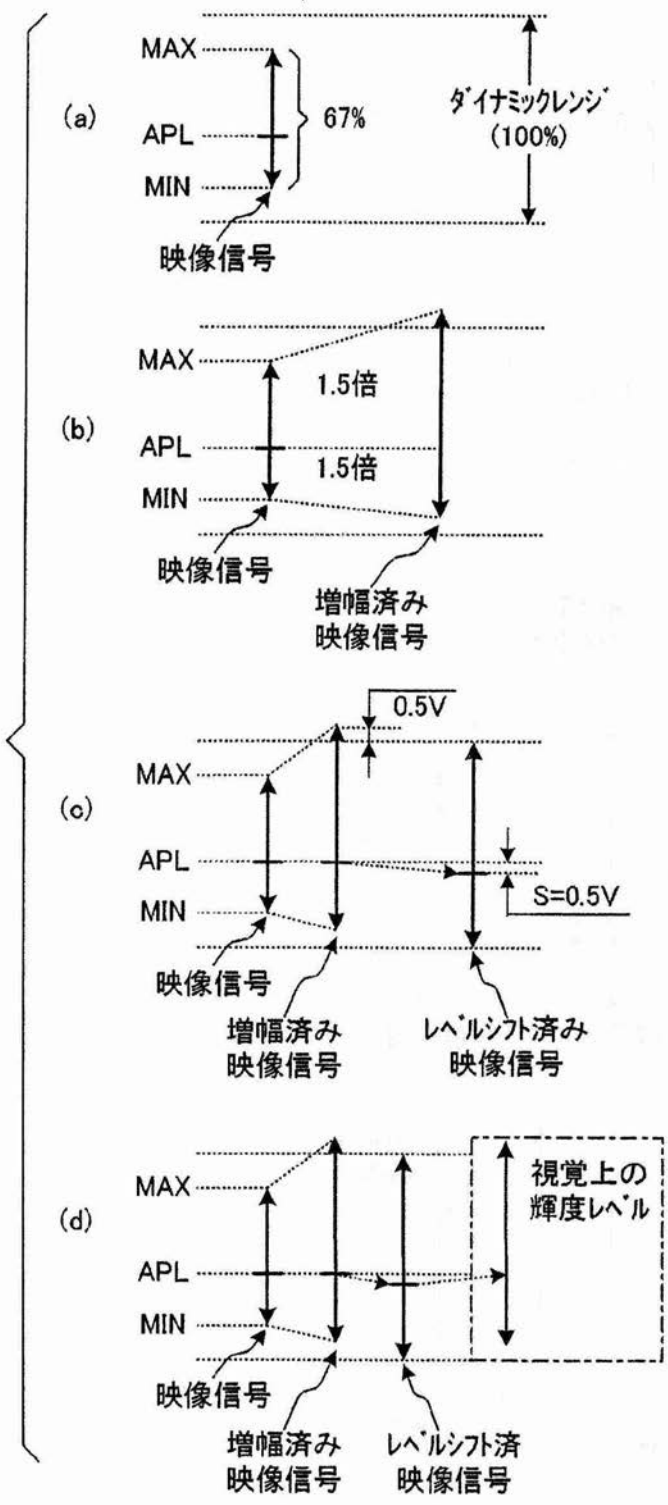 (a)
MAX
APL
MIN
67%
ダイナミックレンジ
(100%)
映像信号
(b)
MAX
1.5倍
APL
1.5倍
MIN
映像信号
増幅済み
映像信号
(c)
0.5V
MAX
APL
S=0.5V
MIN
映像信号
増幅済み
映像信号
レベルシフト済み
映像信号
(d)
視覚上の
輝度レベル
MAX
APL
MIN
映像信号
増幅済み
映像信号
レベルシフト済
映像信号